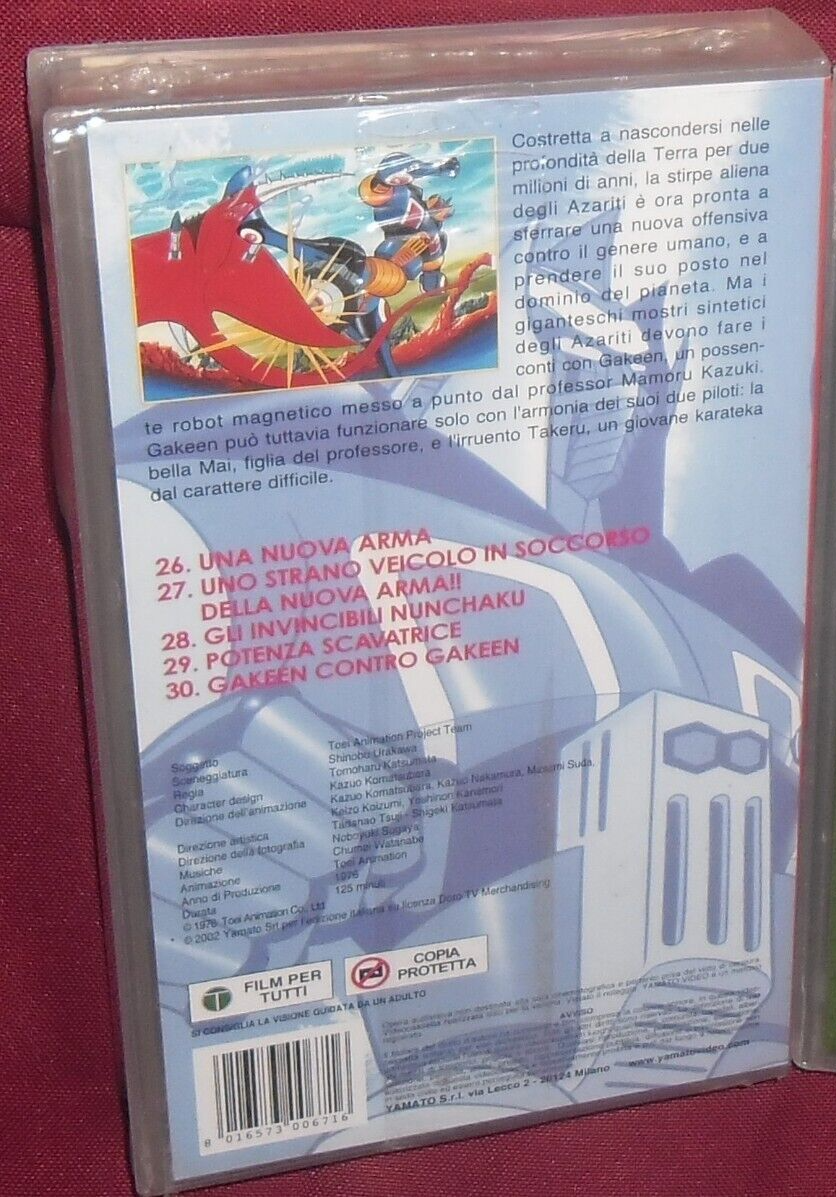 Costretta a nascondersi nelle
profondità della Terra per due
milioni di anni, la stirpe aliena
degli Azariti è ora pronta a
sferrare una nuova offensiva
contro il genere umano, e a
prendere il suo posto nel
dominio del pianeta. Ma i
giganteschi mostri sintetici
degli Azariti devono fare i
conti con Gakeen, un possen-
te robot magnetico messo a punto dal professor Mamoru Kazuki.
Gakeen può tuttavia funzionare solo con l'armonia dei suoi due piloti: la
bella Mai, figlia del professore, e l'irruento Takeru, un giovane karateka
dal carattere difficile.
26. UNA NUOVA ARMA
27. UNO STRANO VEICOLO IN SOCCORSO
DELLA NUOVA ARMA!!
28. GLI INVINCIBILI NUNCHAKU
29. POTENZA SCAVATRICE
30. GAKEEN CONTRO GAKEEN
Soggetto Toei Animation Project Team
Sceneggiatura Shinobu Urakawa
Regia Tomoharu Katsumata
Character design Kazuo Komatsubara
Direzione dell'animazione Kazuo Komatsubara, Kazuo Nakamura, Masami Suda,
Keizo Koizumi, Yoshinori Kanamori
Direzione artistica Tadanao Tsuji - Shigeki Katsumata
Direzione della fotografia Nobuyuki Sugaya
Musiche Chumei Watanabe
Animazione Toei Animation
Anno di Produzione 1976
Durata 125 minuti
© 1976 Toei Animation Co., Ltd
© 2002 Yamato Srl per l'edizione italiana su licenza Doro TV Merchandising
T FILM PER
TUTTI
COPIA
PROTETTA
SI CONSIGLIA LA VISIONE GUIDATA DA UN ADULTO
AVVISO
www.yamatovideo.com
YAMATO S.r.l. via Lecco 2 - 20124 Milano
8 016573 006716